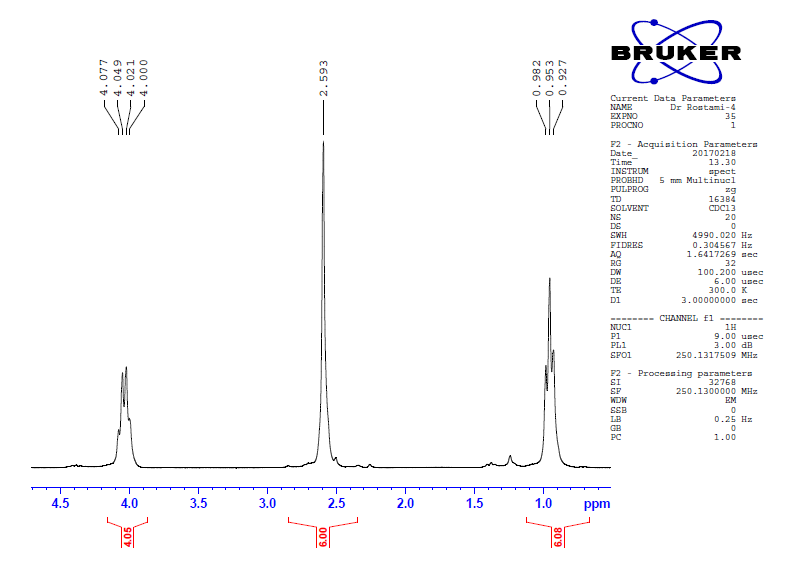 4.077
4.049
4.021
4.000
2.593
0.982
0.953
0.927
BRUKER
Current Data Parameters
NAME Dr Rostami-4
EXPNO 35
PROCNO 1
F2 - Acquisition Parameters
Date_ 20170218
Time 13.30
INSTRUM spect
PROBHD 5 mm Multinucl
PULPROG zg
TD 16384
SOLVENT CDCl3
NS 20
DS 0
SWH 4990.020 Hz
FIDRES 0.304567 Hz
AQ 1.6417269 sec
RG 32
DW 100.200 usec
DE 6.00 usec
TE 300.0 K
D1 3.00000000 sec
-------- CHANNEL f1 --------
NUC1 1H
P1 9.00 usec
PL1 3.00 dB
SFO1 250.1317509 MHz
F2 - Processing parameters
SI 32768
SF 250.1300000 MHz
WDW EM
SSB 0
LB 0.25 Hz
GB 0
PC 1.00
4.5 4.0 3.5 3.0 2.5 2.0 1.5 1.0 ppm
4.05
6.00
6.08